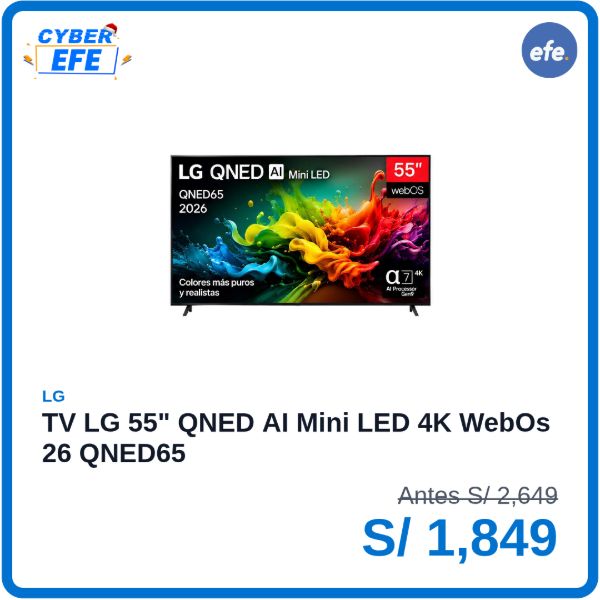 CYBER
EFE
efe.
LG QNED AI Mini LED
55"
webOS
QNED65
2026
Colores más puros
y realistas
α7 4K
AI Processor
Gen9
LG
TV LG 55" QNED AI Mini LED 4K WebOs
26 QNED65
Antes S/ 2,649
S/ 1,849